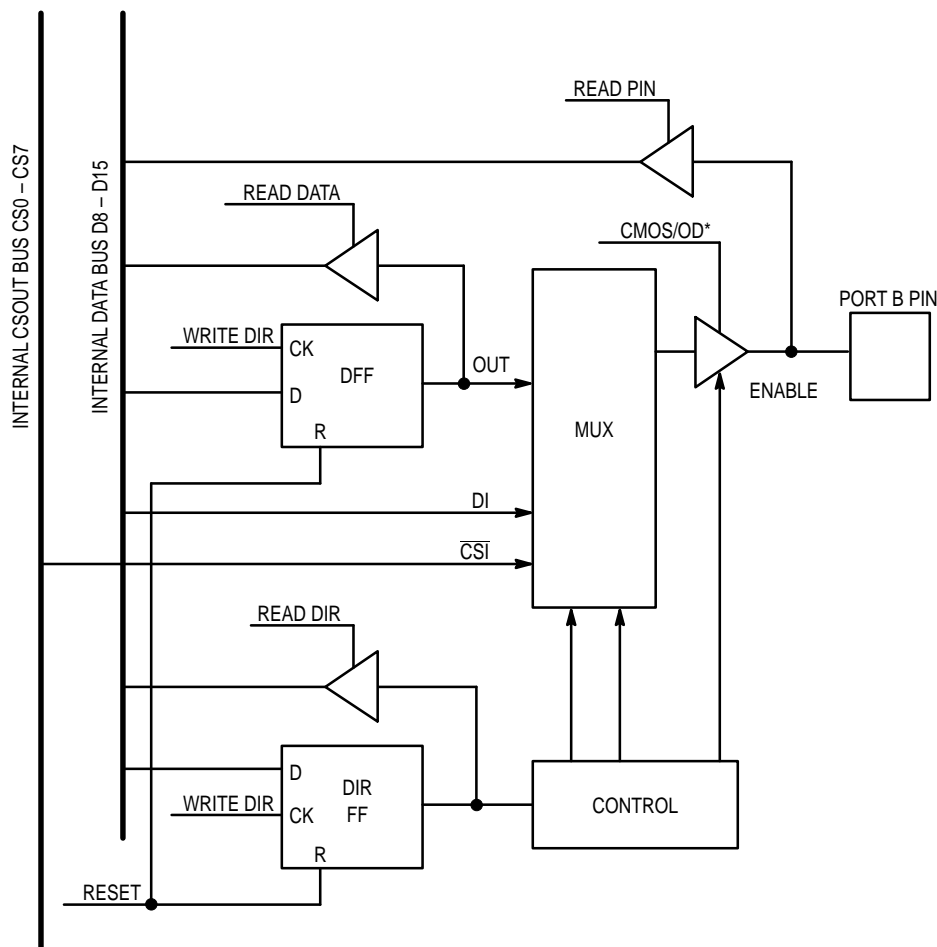 INTERNAL CSOUT BUS CS0 – CS7
INTERNAL DATA BUS D8 – D15
READ PIN
READ DATA
CMOS/OD*
PORT B PIN
WRITE DIR
CK
DFF
D
R
OUT
MUX
ENABLE
DI
CSI
READ DIR
D
DIR
FF
WRITE DIR
CK
R
CONTROL
RESET